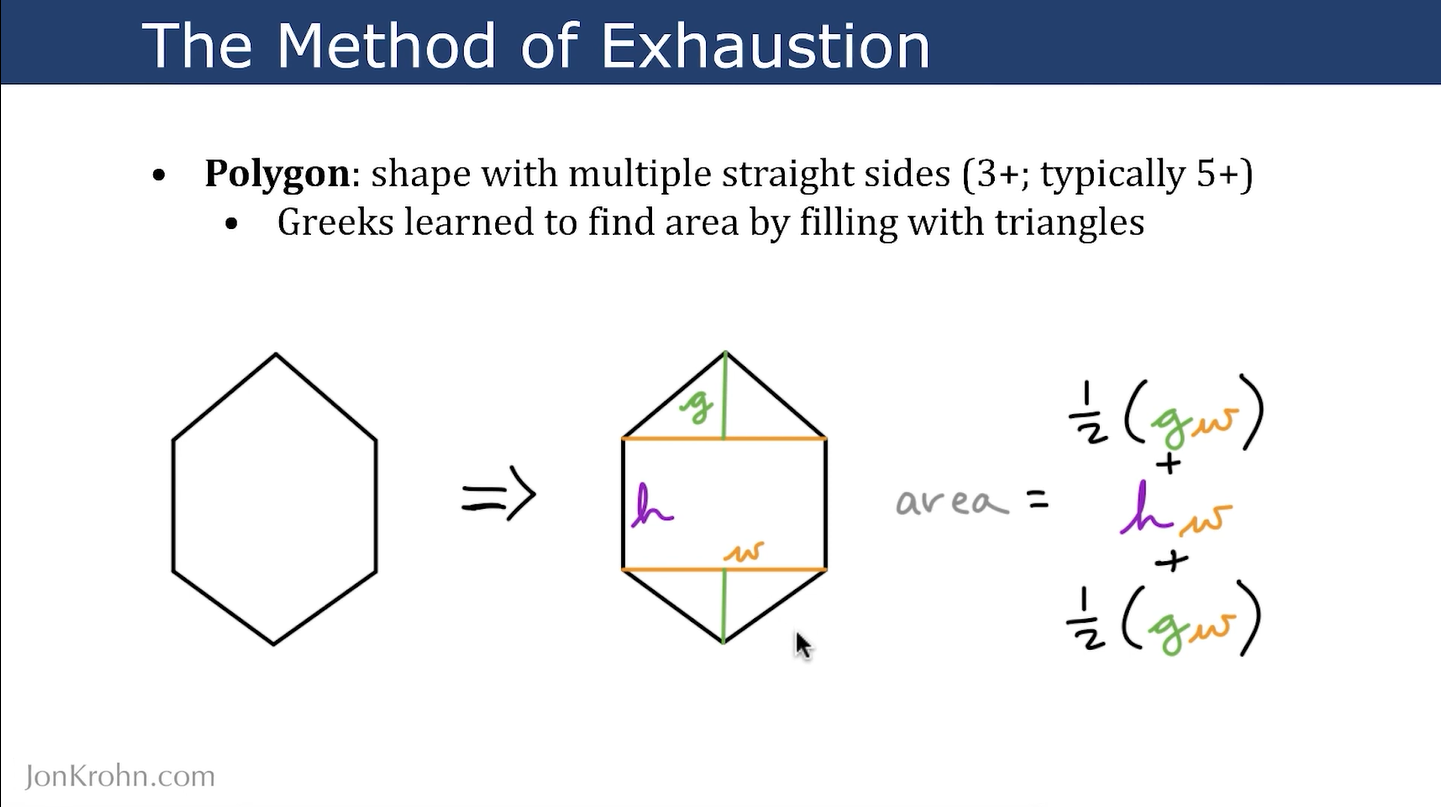 The Method of Exhaustion
• Polygon: shape with multiple straight sides (3+; typically 5+)
• Greeks learned to find area by filling with triangles
g
h
w
⇒
area =
½ (gw)
+
hw
+
½ (gw)
JonKrohn.com